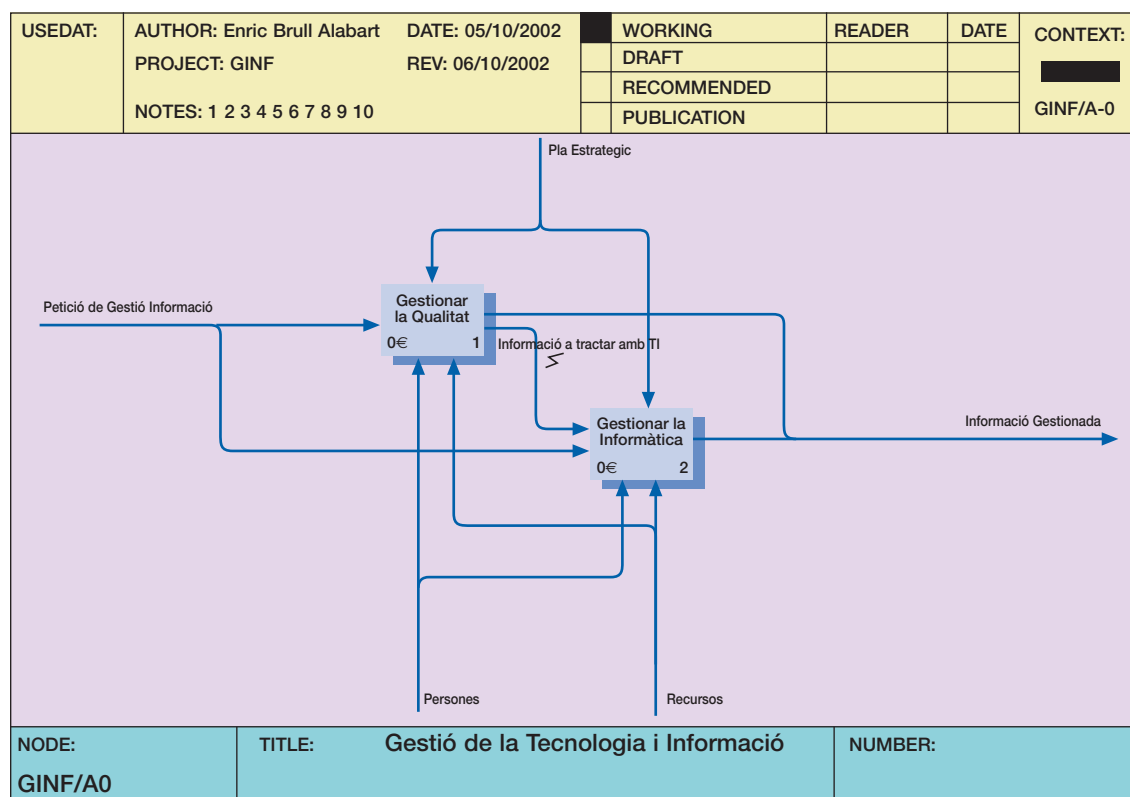 USEDAT:
AUTHOR: Enric Brull Alabart
DATE: 05/10/2002
PROJECT: GINF
REV: 06/10/2002
NOTES: 1 2 3 4 5 6 7 8 9 10
WORKING
DRAFT
RECOMMENDED
PUBLICATION
READER
DATE
CONTEXT:
GINF/A-0
Pla Estrategic
Petició de Gestió Informació
Gestionar
la Qualitat
0€ 1
Informació a tractar amb TI
Gestionar la
Informàtica
0€ 2
Informació Gestionada
Persones
Recursos
NODE:
GINF/A0
TITLE:
Gestió de la Tecnologia i Informació
NUMBER: